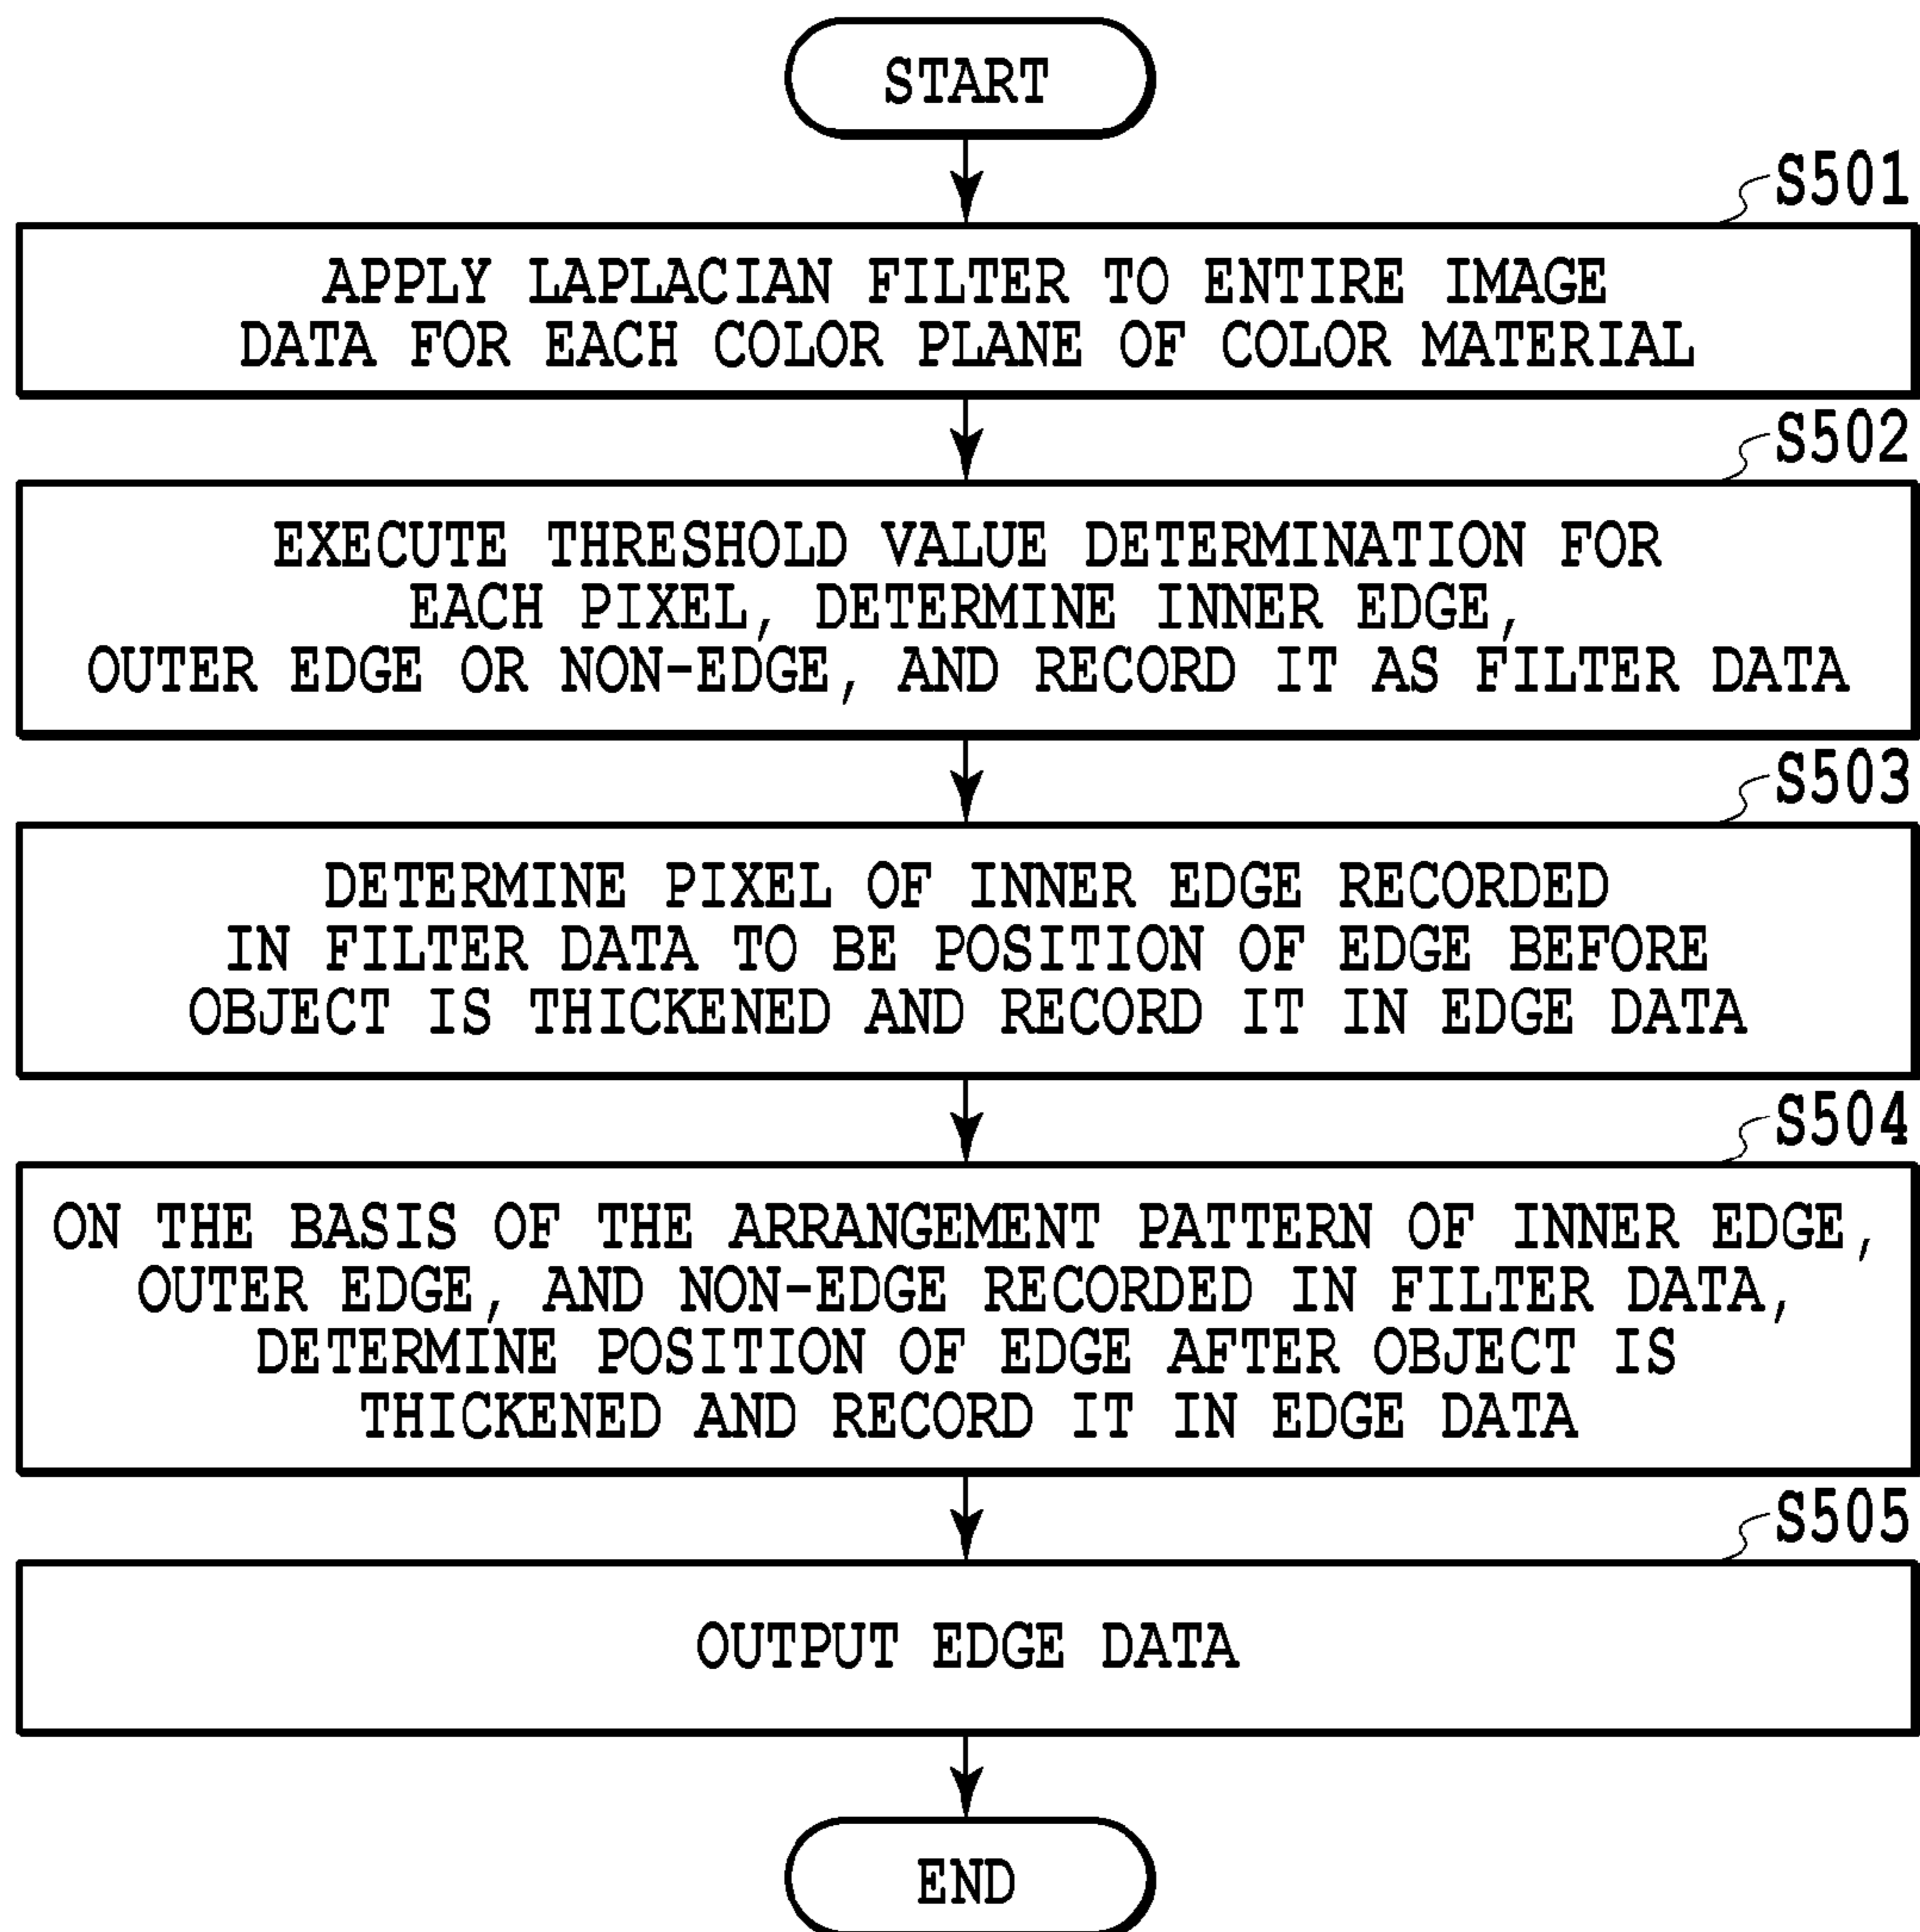 START
S501
APPLY LAPLACIAN FILTER TO ENTIRE IMAGE
DATA FOR EACH COLOR PLANE OF COLOR MATERIAL
S502
EXECUTE THRESHOLD VALUE DETERMINATION FOR
EACH PIXEL, DETERMINE INNER EDGE,
OUTER EDGE OR NON-EDGE, AND RECORD IT AS FILTER DATA
S503
DETERMINE PIXEL OF INNER EDGE RECORDED
IN FILTER DATA TO BE POSITION OF EDGE BEFORE
OBJECT IS THICKENED AND RECORD IT IN EDGE DATA
S504
ON THE BASIS OF THE ARRANGEMENT PATTERN OF INNER EDGE,
OUTER EDGE, AND NON-EDGE RECORDED IN FILTER DATA,
DETERMINE POSITION OF EDGE AFTER OBJECT IS
THICKENED AND RECORD IT IN EDGE DATA
S505
OUTPUT EDGE DATA
END